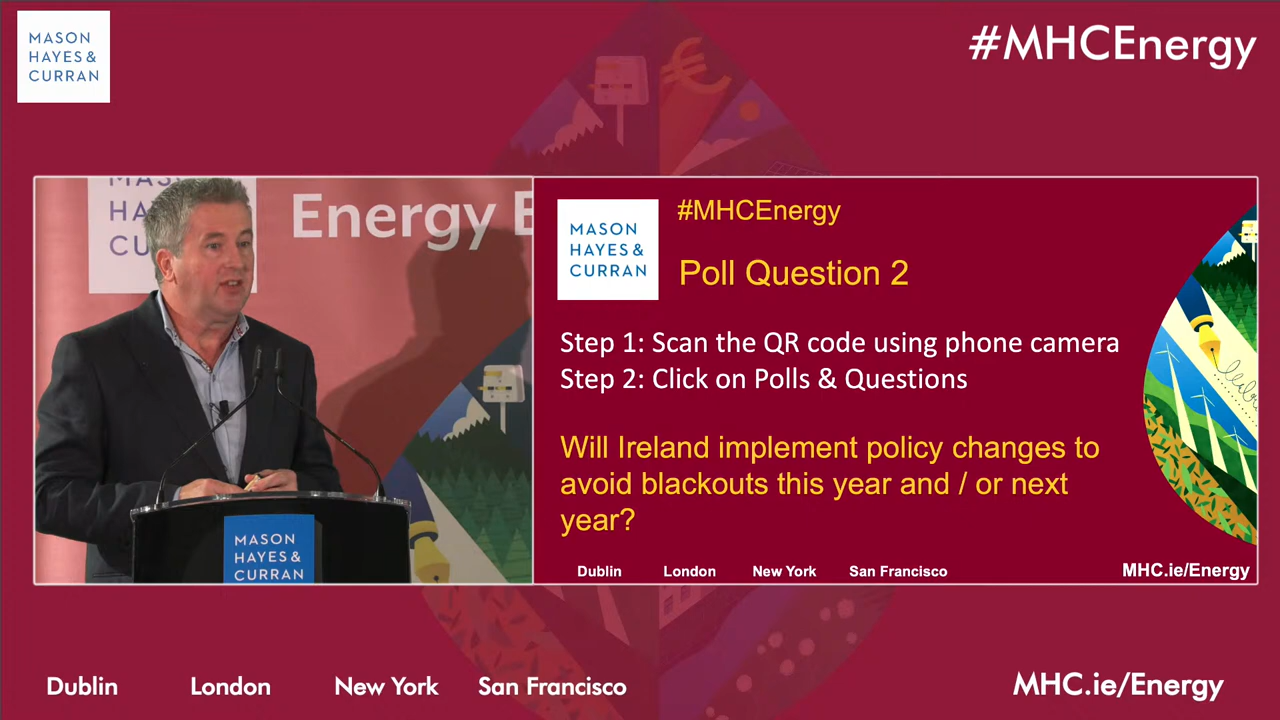 MASON
HAYES &
CURRAN
#MHCEnergy
MAS
HA
CU
Energy E
MASON
HAYES &
CURRAN
MASON
HAYES &
CURRAN
#MHCEnergy
Poll Question 2
Step 1: Scan the QR code using phone camera
Step 2: Click on Polls & Questions
Will Ireland implement policy changes to
avoid blackouts this year and / or next
year?
Dublin London New York San Francisco
MHC.ie/Energy
Dublin London New York San Francisco
MHC.ie/Energy